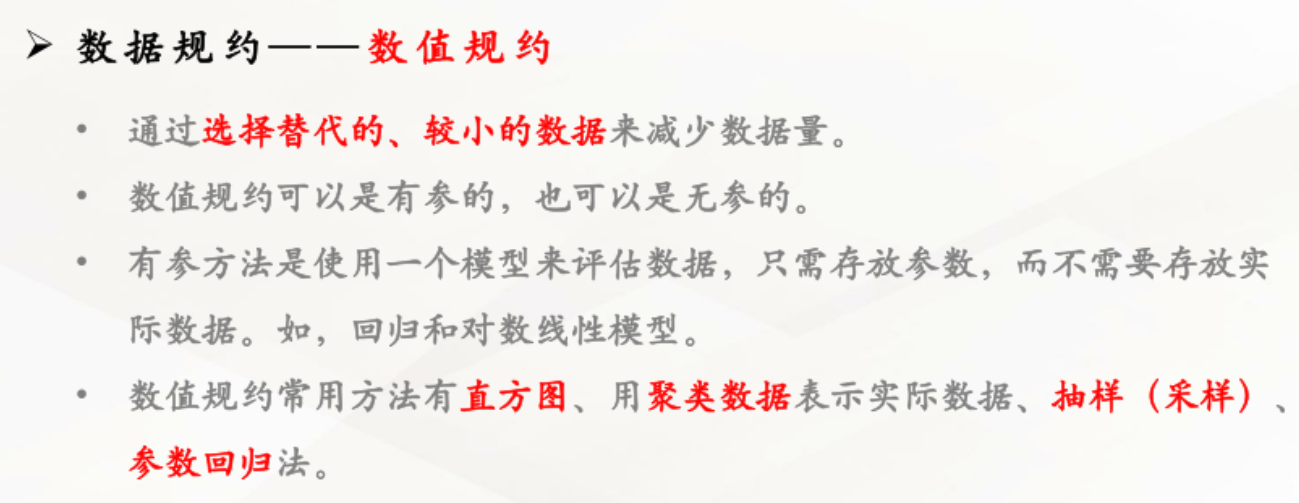 ➢ 数据规约——数值规约
• 通过选择替代的、较小的数据来减少数据量。
• 数值规约可以是有参的，也可以是无参的。
• 有参方法是使用一个模型来评估数据，只需存放参数，而不需要存放实
际数据。如，回归和对数线性模型。
• 数值规约常用方法有直方图、用聚类数据表示实际数据、抽样（采样）、
参数回归法。